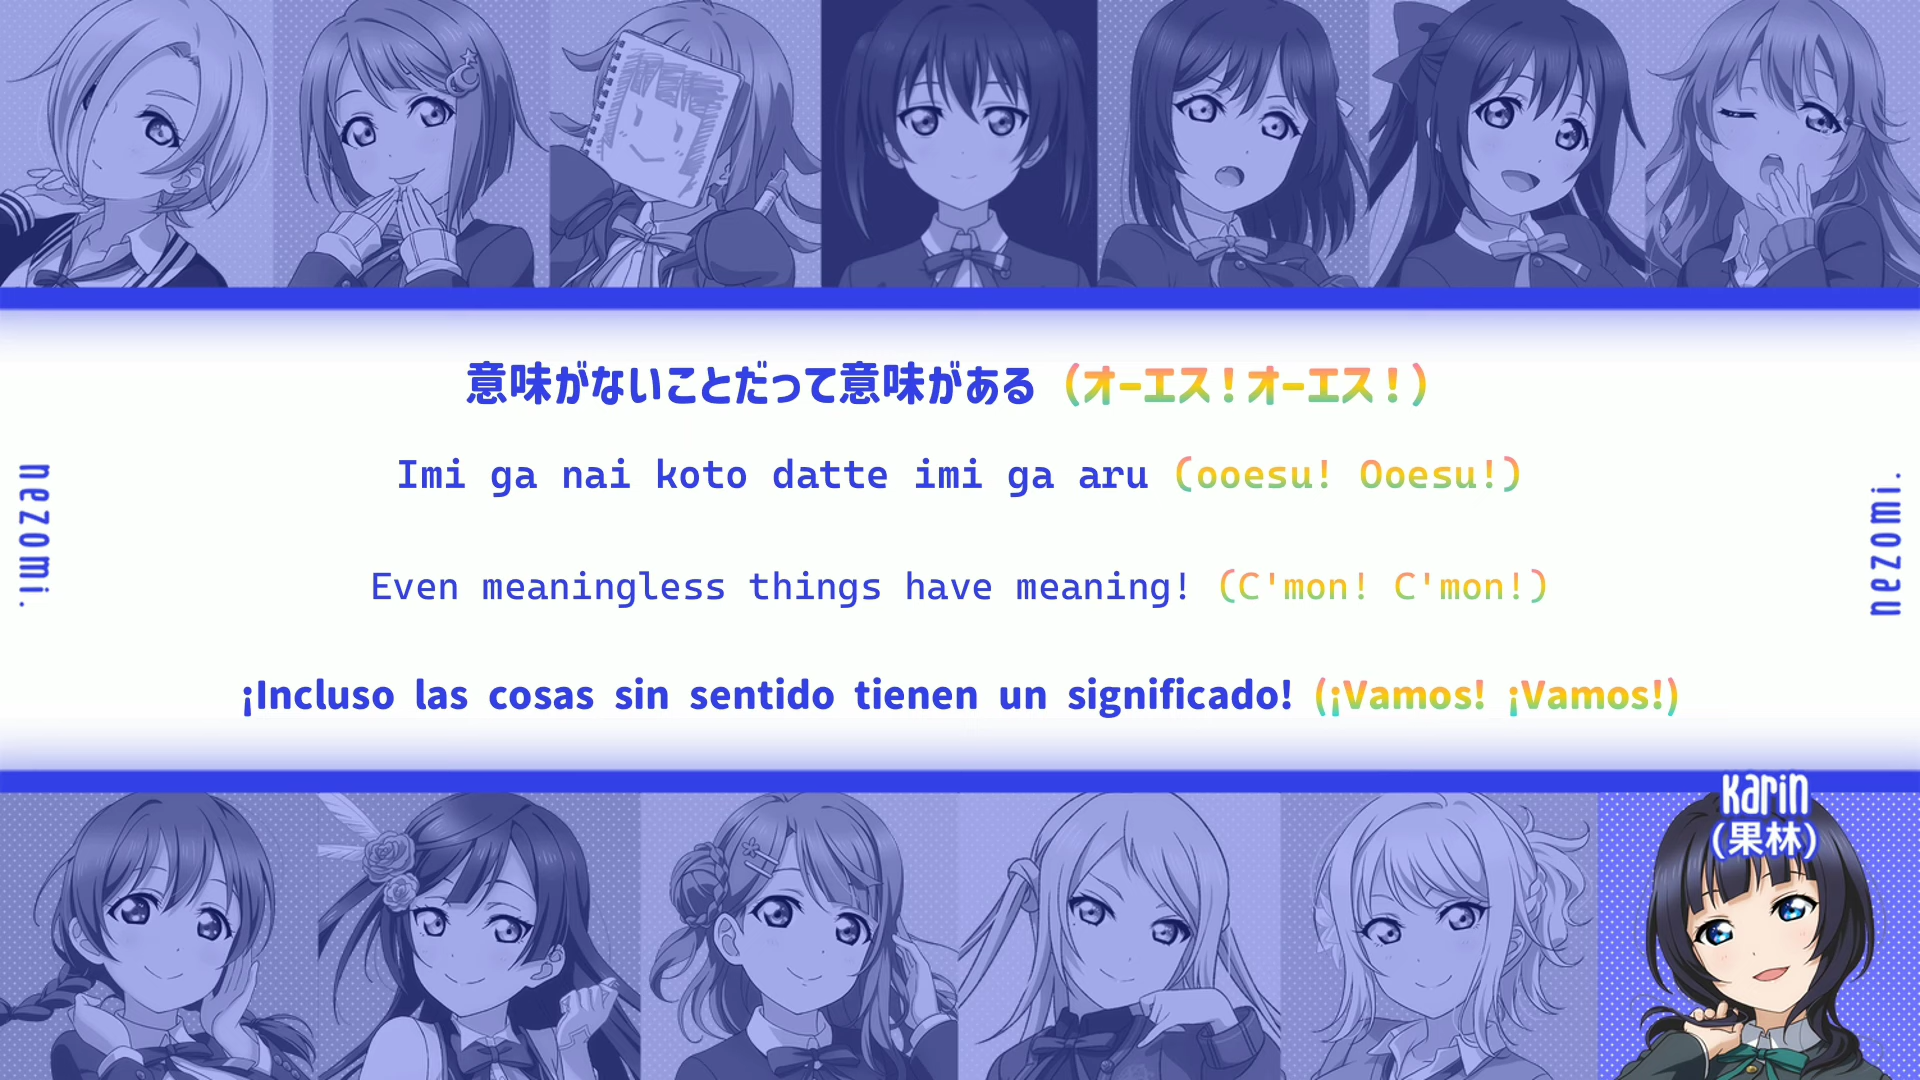 意味がないことだって意味がある（オーエス！オーエス！）
Imi ga nai koto datte imi ga aru (ooesu! Ooesu!)
nezomi.
nezomi.
Even meaningless things have meaning! (C'mon! C'mon!)
¡Incluso las cosas sin sentido tienen un significado! (¡Vamos! ¡Vamos!)
Karin
(果林)